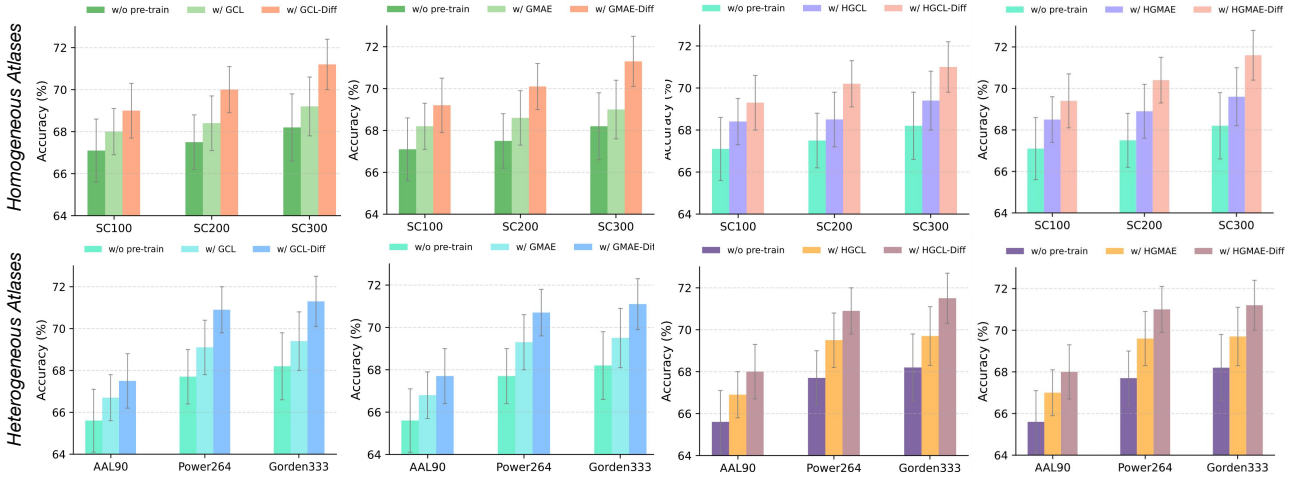 Homogeneous Atlases
w/o pre-train w/ GCL w/ GCL-Diff
Accuracy (%)
72
70
68
66
64
SC100 SC200 SC300
w/o pre-train w/ GMAE w/ GMAE-Diff
Accuracy (%)
72
70
68
66
64
SC100 SC200 SC300
w/o pre-train w/ HGCL w/ HGCL-Diff
Accuracy (%)
72
70
68
66
64
SC100 SC200 SC300
w/o pre-train w/ HGMAE w/ HGMAE-Diff
Accuracy (%)
72
70
68
66
64
SC100 SC200 SC300
Heterogeneous Atlases
w/o pre-train w/ GCL w/ GCL-Diff
Accuracy (%)
72
70
68
66
64
AAL90 Power264 Gorden333
w/o pre-train w/ GMAE w/ GMAE-Dif
Accuracy (%)
72
70
68
66
64
AAL90 Power264 Gorden333
w/o pre-train w/ HGCL w/ HGCL-Diff
Accuracy (%)
72
70
68
66
64
AAL90 Power264 Gorden333
w/o pre-train w/ HGMAE w/ HGMAE-Diff
Accuracy (%)
72
70
68
66
64
AAL90 Power264 Gorden333